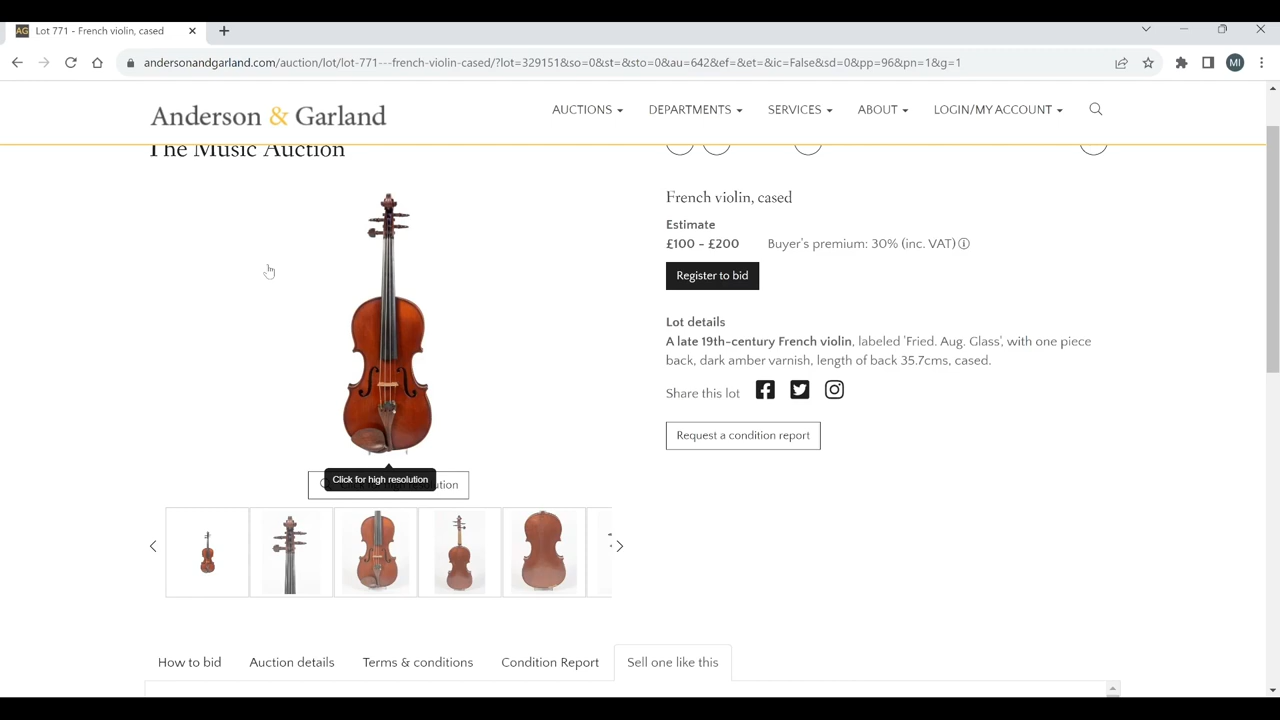 Lot 771 - French violin, cased
andersonandgarland.com/auction/lot/lot-771---french-violin-cased/?lot=329151&so=0&st=&sto=0&au=642&ef=&et=&ic=False&sd=0&pp=96&pn=1&g=1
MI
Anderson & Garland
AUCTIONS
DEPARTMENTS
SERVICES
ABOUT
LOGIN/MY ACCOUNT
The Music Auction
French violin, cased
Estimate
£100 - £200
Buyer's premium: 30% (inc. VAT)
Register to bid
Lot details
A late 19th-century French violin, labeled 'Fried. Aug. Glass', with one piece
back, dark amber varnish, length of back 35.7cms, cased.
Share this lot
Request a condition report
Click for high resolution
How to bid
Auction details
Terms & conditions
Condition Report
Sell one like this